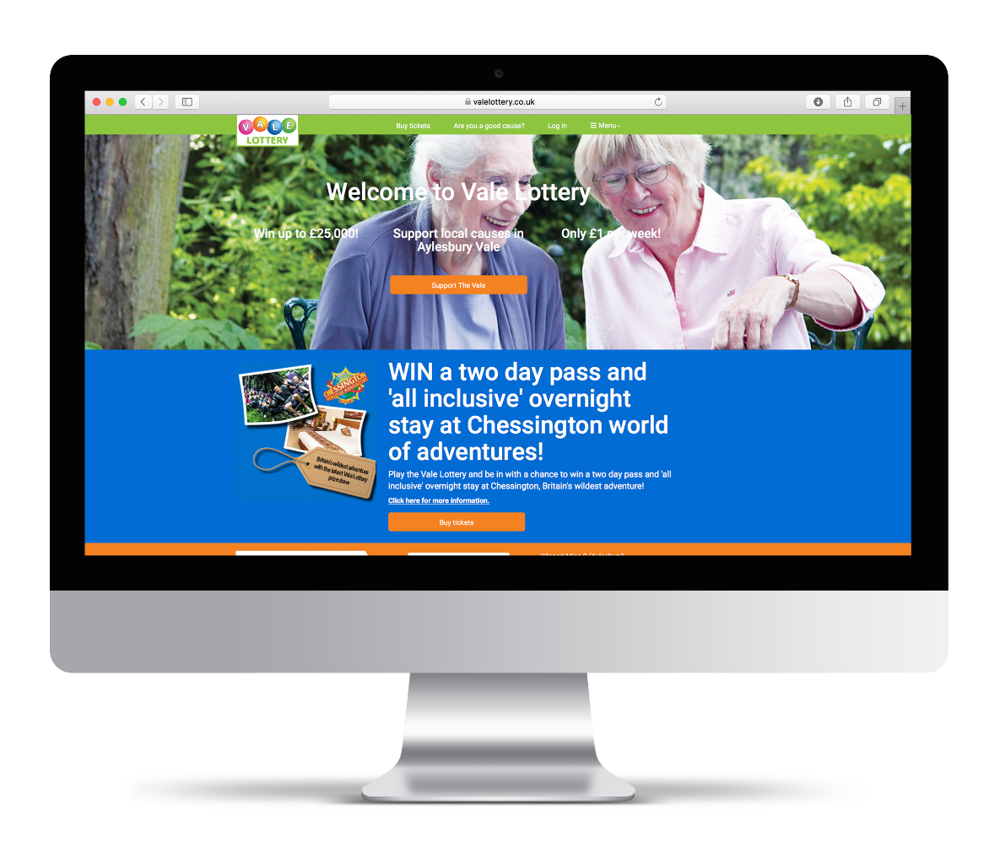 valelottery.co.uk
VALE
LOTTERY
Buy tickets
Are you a good cause?
Log in
Menu
Welcome to Vale Lottery
Win up to £25,000!
Support local causes in
Aylesbury Vale
Only £1 per week!
Support The Vale
CHESSINGTON
Britain's wildest adventure
with the latest Vale Lottery
prize draw
WIN a two day pass and
'all inclusive' overnight
stay at Chessington world
of adventures!
Play the Vale Lottery and be in with a chance to win a two day pass and 'all
inclusive' overnight stay at Chessington, Britain's wildest adventure!
Click here for more information.
Buy tickets